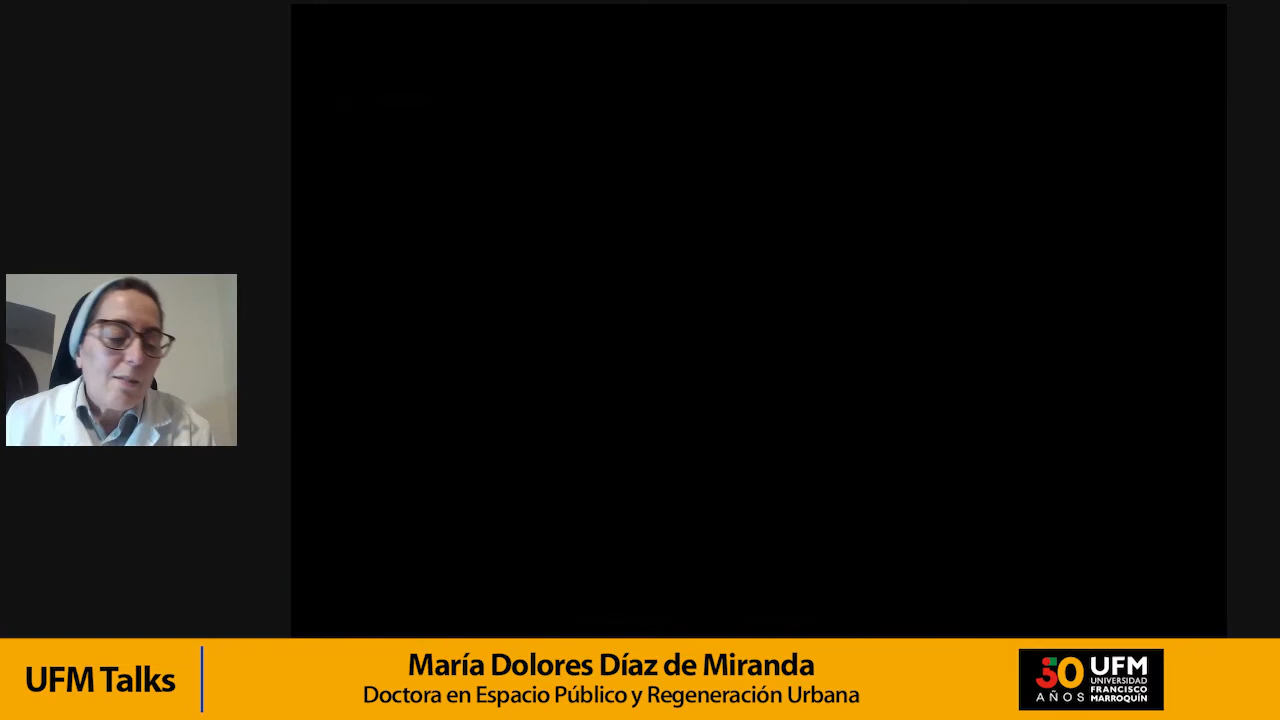 UFM Talks
María Dolores Díaz de Miranda
Doctora en Espacio Público y Regeneración Urbana
50
AÑOS
UFM
UNIVERSIDAD
FRANCISCO
MARROQUÍN